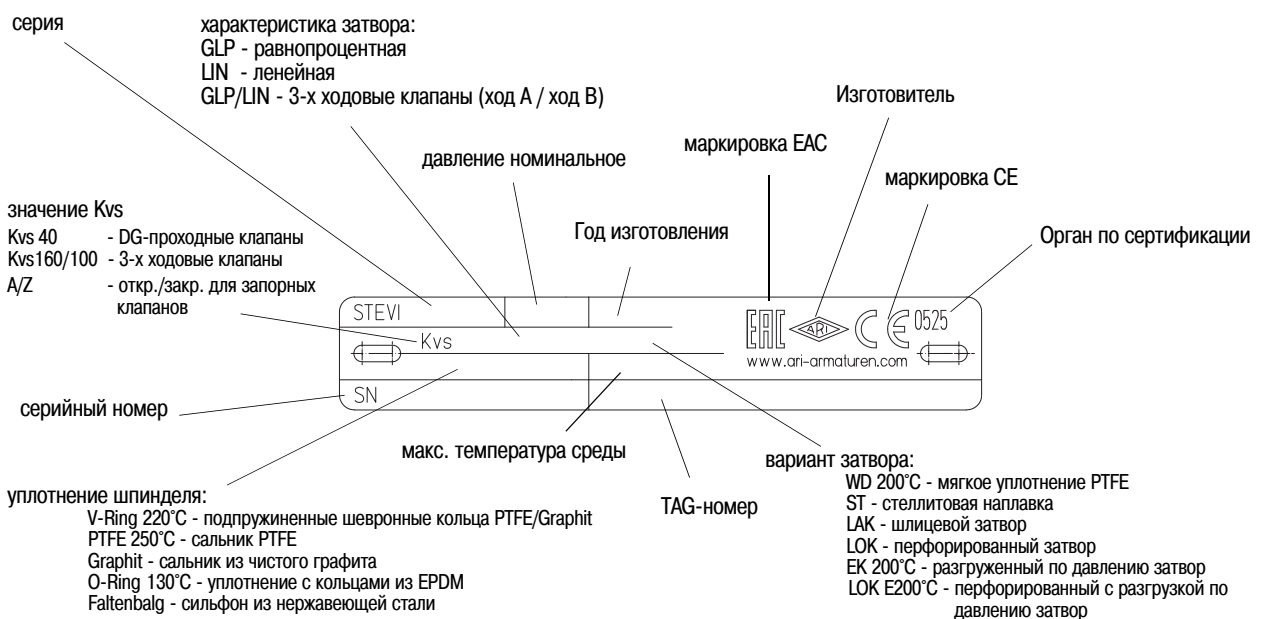 серия
характеристика затвора:
GLP - равнопроцентная
LIN - ленейная
GLP/LIN - 3-х ходовые клапаны (ход A / ход B)
Изготовитель
давление номинальное
маркировка EAC
маркировка CE
значение Kvs
Kvs 40 - DG-проходные клапаны
Kvs160/100 - 3-х ходовые клапаны
A/Z - откр./закр. для запорных
клапанов
Год изготовления
Орган по сертификации
STEVI
EAC ARI CE 0525
Kvs
www.ari-armaturen.com
SN
серийный номер
макс. температура среды
TAG-номер
уплотнение шпинделя:
V-Ring 220°C - подпружиненные шевронные кольца PTFE/Graphit
PTFE 250°C - сальник PTFE
Graphit - сальник из чистого графита
O-Ring 130°C - уплотнение с кольцами из EPDM
Faltenbalg - сильфон из нержавеющей стали
вариант затвора:
WD 200°C - мягкое уплотнение PTFE
ST - стеллитовая наплавка
LAK - шлицевой затвор
LOK - перфорированный затвор
EK 200°C - разгруженный по давлению затвор
LOK E200°C - перфорированный с разгрузкой по
давлению затвор